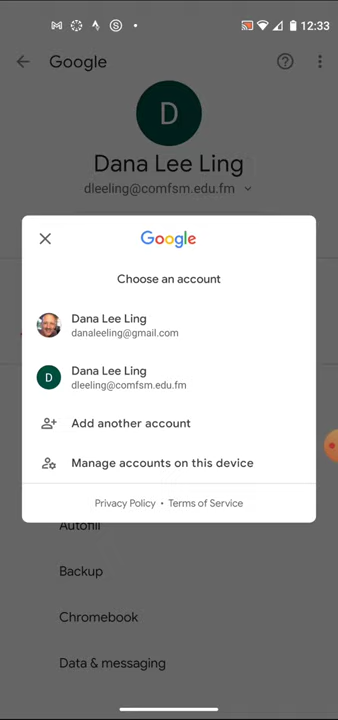 12:33
Google
D
Dana Lee Ling
dleeling@comfsm.edu.fm
Google
Choose an account
Dana Lee Ling
danaleeling@gmail.com
D
Dana Lee Ling
dleeling@comfsm.edu.fm
Add another account
Manage accounts on this device
Privacy Policy • Terms of Service
Autofill
Backup
Chromebook
Data & messaging